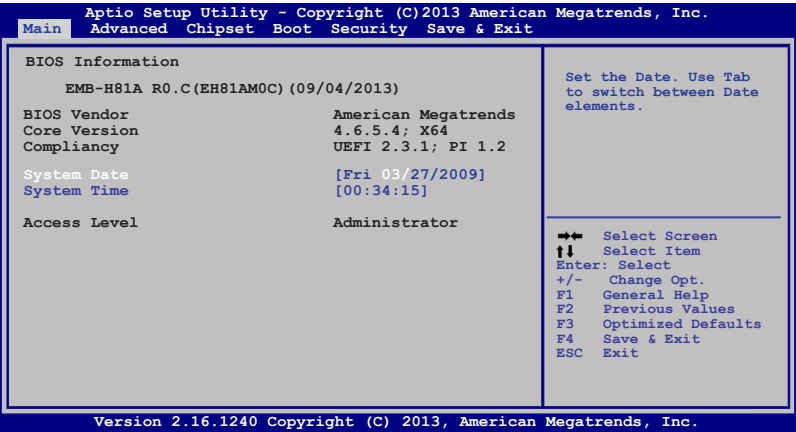 Aptio Setup Utility - Copyright (C)2013 American Megatrends, Inc.
Main Advanced Chipset Boot Security Save & Exit
BIOS Information
EMB-H81A R0.C(EH81AM0C)(09/04/2013)
BIOS Vendor American Megatrends
Core Version 4.6.5.4; X64
Compliancy UEFI 2.3.1; PI 1.2
System Date [Fri 03/27/2009]
System Time [00:34:15]
Access Level Administrator
Set the Date. Use Tab
to switch between Date
elements.
→← Select Screen
↑↓ Select Item
Enter: Select
+/- Change Opt.
F1 General Help
F2 Previous Values
F3 Optimized Defaults
F4 Save & Exit
ESC Exit
Version 2.16.1240 Copyright (C) 2013, American Megatrends, Inc.